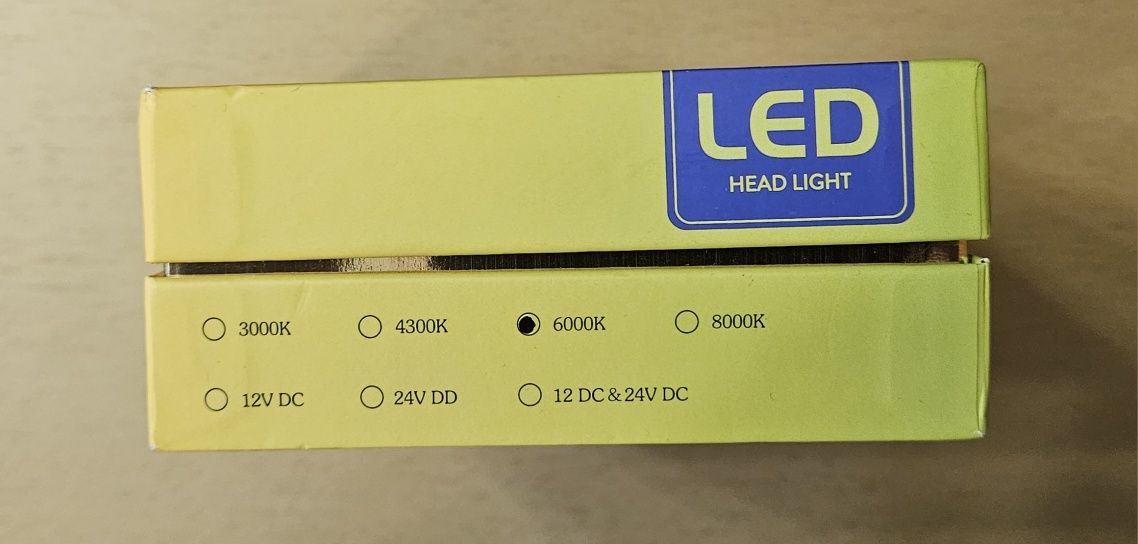 LED
HEAD LIGHT
3000K 4300K 6000K 8000K
12V DC 24V DD 12 DC & 24V DC